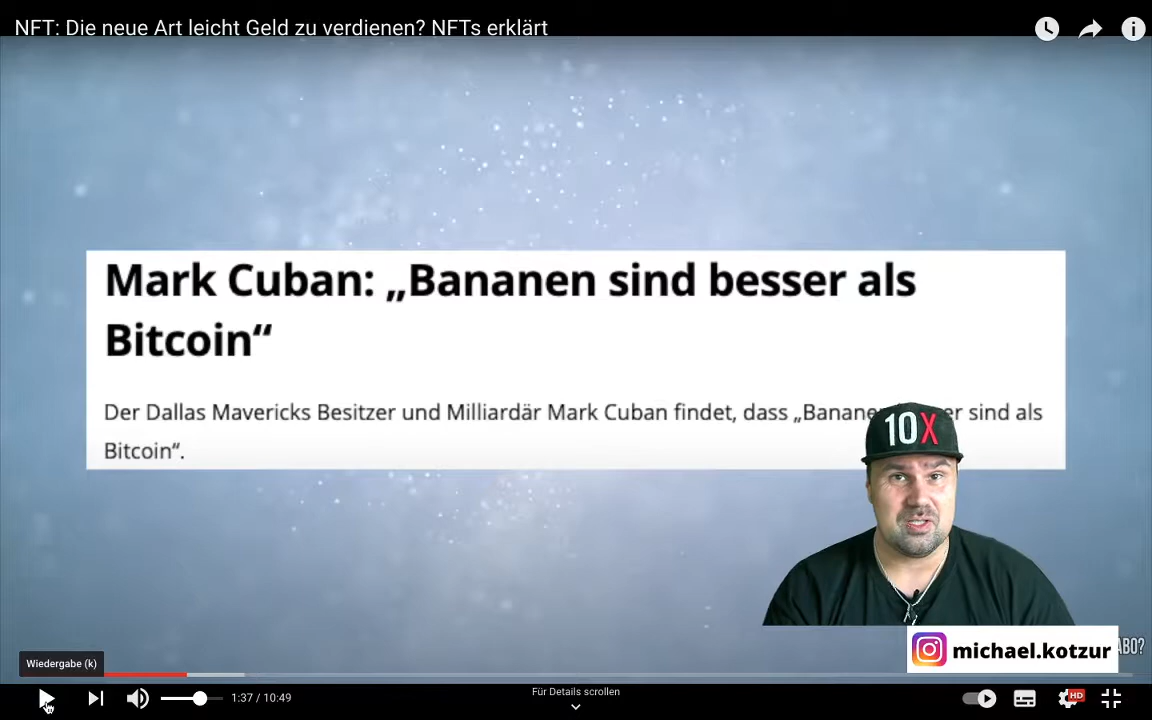 NFT: Die neue Art leicht Geld zu verdienen? NFTs erklärt
Mark Cuban: „Bananen sind besser als
Bitcoin“
Der Dallas Mavericks Besitzer und Milliardär Mark Cuban findet, dass sind als
Bitcoin“.
10X
michael.kotzur
ABO?
Wiedergabe (k)
1:37 / 10:49
Für Details scrollen
HD